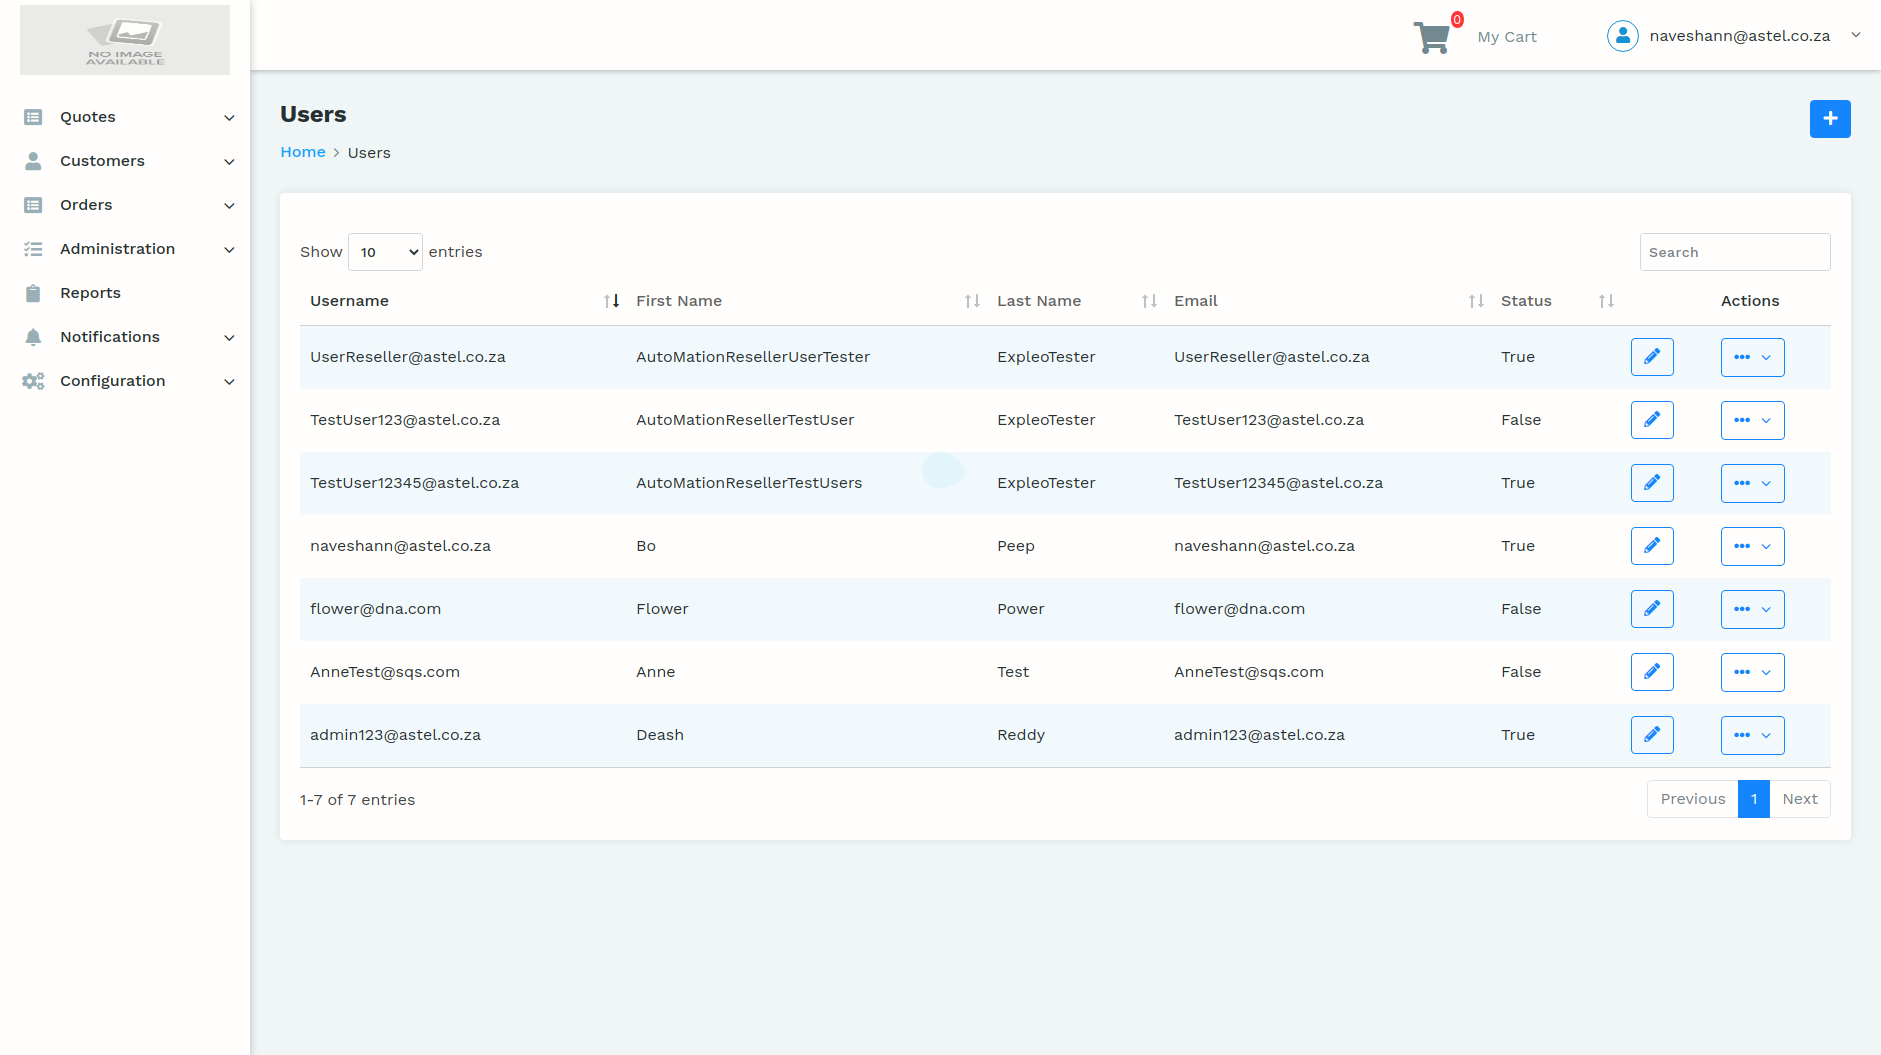 NO IMAGE
AVAILABLE
0
My Cart
naveshann@astel.co.za
Quotes
Customers
Orders
Administration
Reports
Notifications
Configuration
Users
Home > Users
Show 10 entries
Search
Username First Name Last Name Email Status Actions
UserReseller@astel.co.za AutoMationResellerUserTester ExpleoTester UserReseller@astel.co.za True
TestUser123@astel.co.za AutoMationResellerTestUser ExpleoTester TestUser123@astel.co.za False
TestUser12345@astel.co.za AutoMationResellerTestUsers ExpleoTester TestUser12345@astel.co.za True
naveshann@astel.co.za Bo Peep naveshann@astel.co.za True
flower@dna.com Flower Power flower@dna.com False
AnneTest@sqs.com Anne Test AnneTest@sqs.com False
admin123@astel.co.za Deash Reddy admin123@astel.co.za True
1-7 of 7 entries
Previous 1 Next